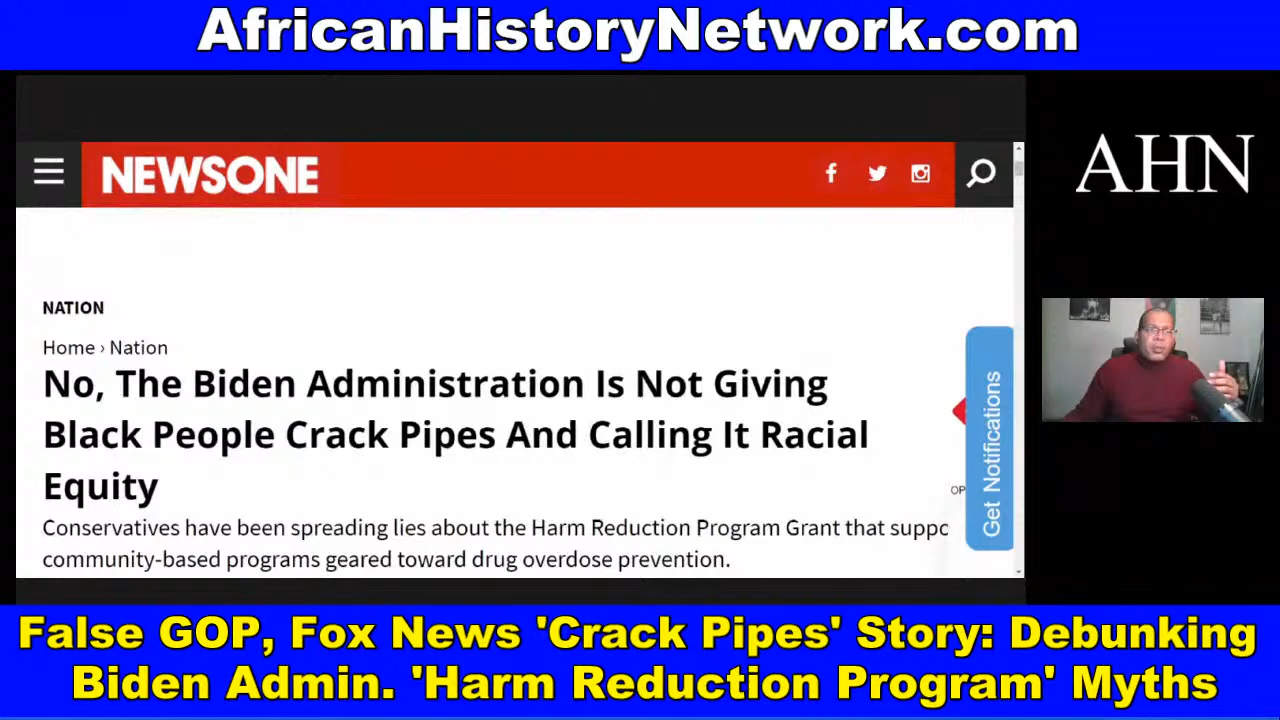 AfricanHistoryNetwork.com
NEWSONE
AHN
NATION
Home › Nation
No, The Biden Administration Is Not Giving
Black People Crack Pipes And Calling It Racial
Equity
Conservatives have been spreading lies about the Harm Reduction Program Grant that
community-based programs geared toward drug overdose prevention.
OP
Get Notifications
False GOP, Fox News 'Crack Pipes' Story: Debunking
Biden Admin. 'Harm Reduction Program' Myths